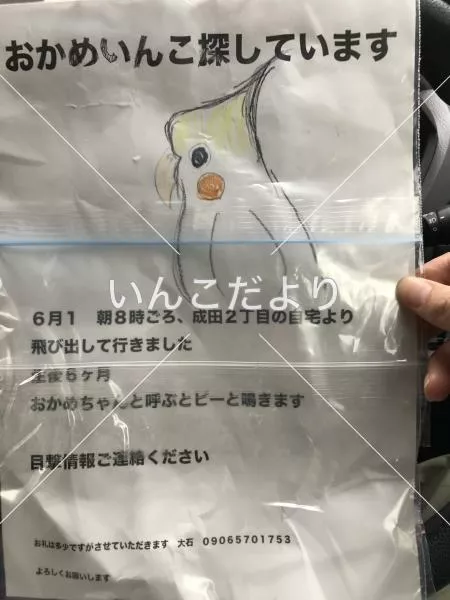 おかめいんこ探しています
いんこだより
6月1 朝8時ごろ、成田2丁目の自宅より
飛び出して行きました
生後6ヶ月
おかめちゃんと呼ぶとピーと鳴きます
目撃情報ご連絡ください
お礼は多少ですがさせていただきます 大石 09065701753
よろしくお願いします